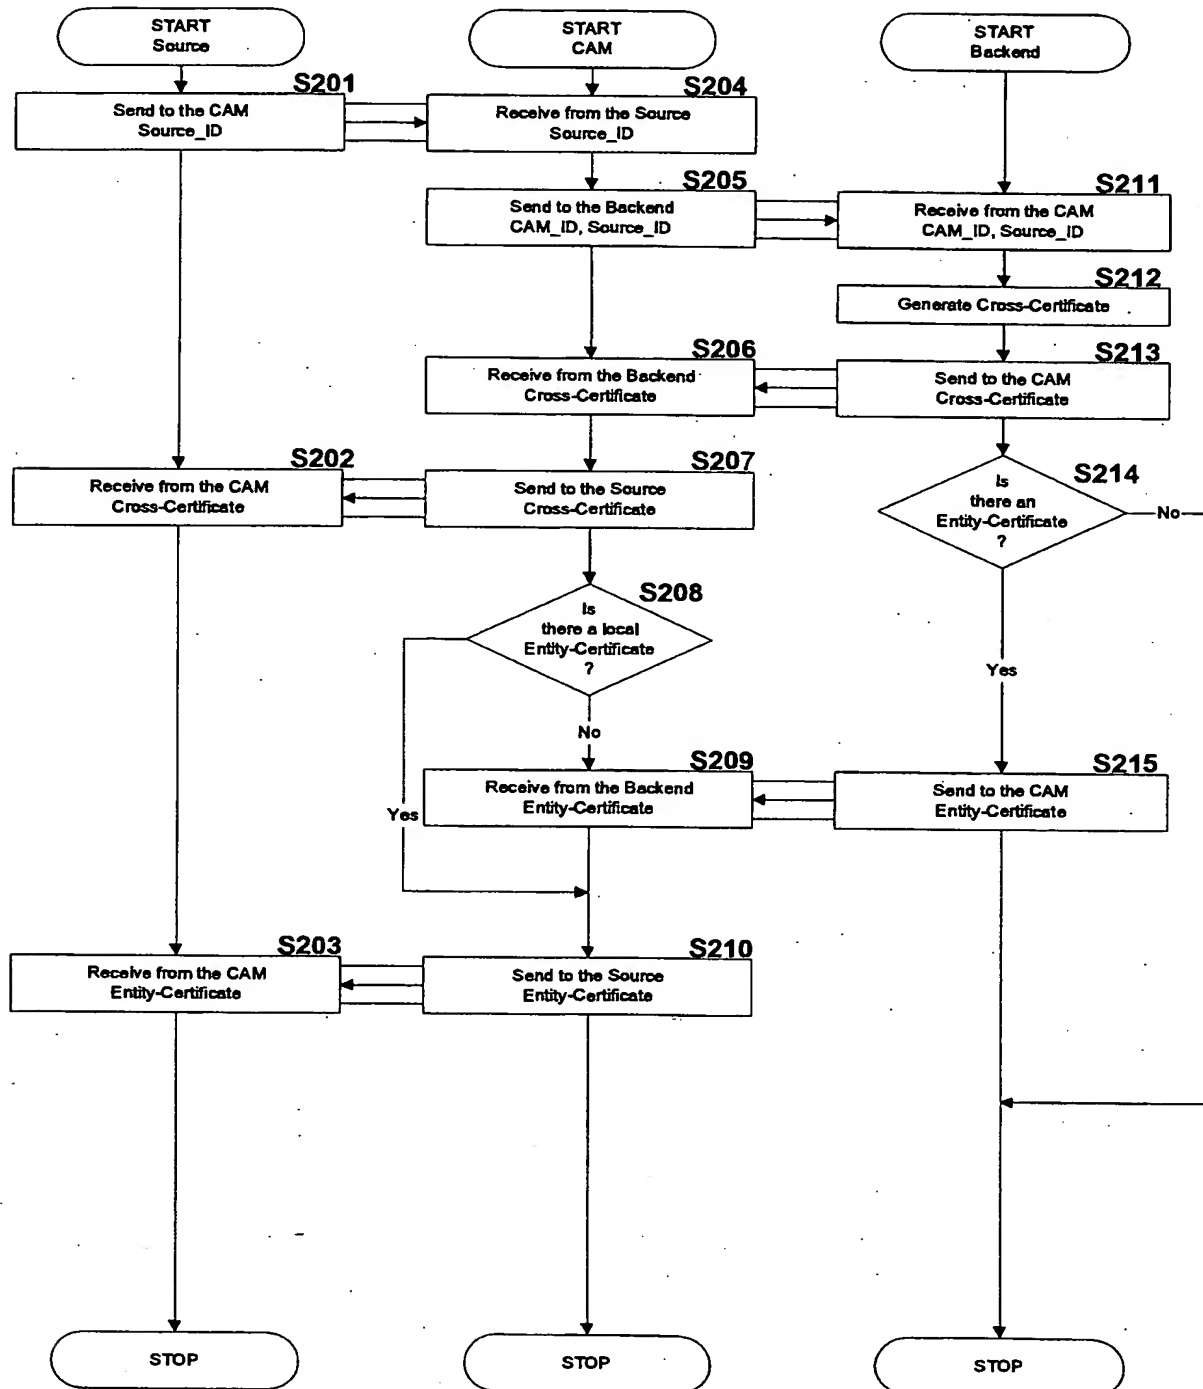 START
Source
START
CAM
START
Backend
S201
Send to the CAM
Source_ID
S204
Receive from the Source
Source_ID
S205
Send to the Backend
CAM_ID, Source_ID
S211
Receive from the CAM
CAM_ID, Source_ID
S212
Generate Cross-Certificate
S206
Receive from the Backend
Cross-Certificate
S213
Send to the CAM
Cross-Certificate
S202
Receive from the CAM
Cross-Certificate
S207
Send to the Source
Cross-Certificate
S214
Is
there an
Entity-Certificate
?
No
S208
Is
there a local
Entity-Certificate
?
Yes
No
S209
Receive from the Backend
Entity-Certificate
S215
Send to the CAM
Entity-Certificate
Yes
S203
Receive from the CAM
Entity-Certificate
S210
Send to the Source
Entity-Certificate
STOP
STOP
STOP